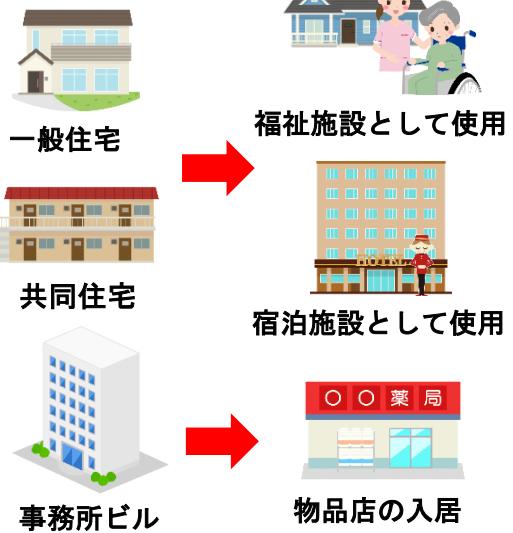 一般住宅
福祉施設として使用
共同住宅
HOTEL
宿泊施設として使用
事務所ビル
〇〇薬局
物品店の入居